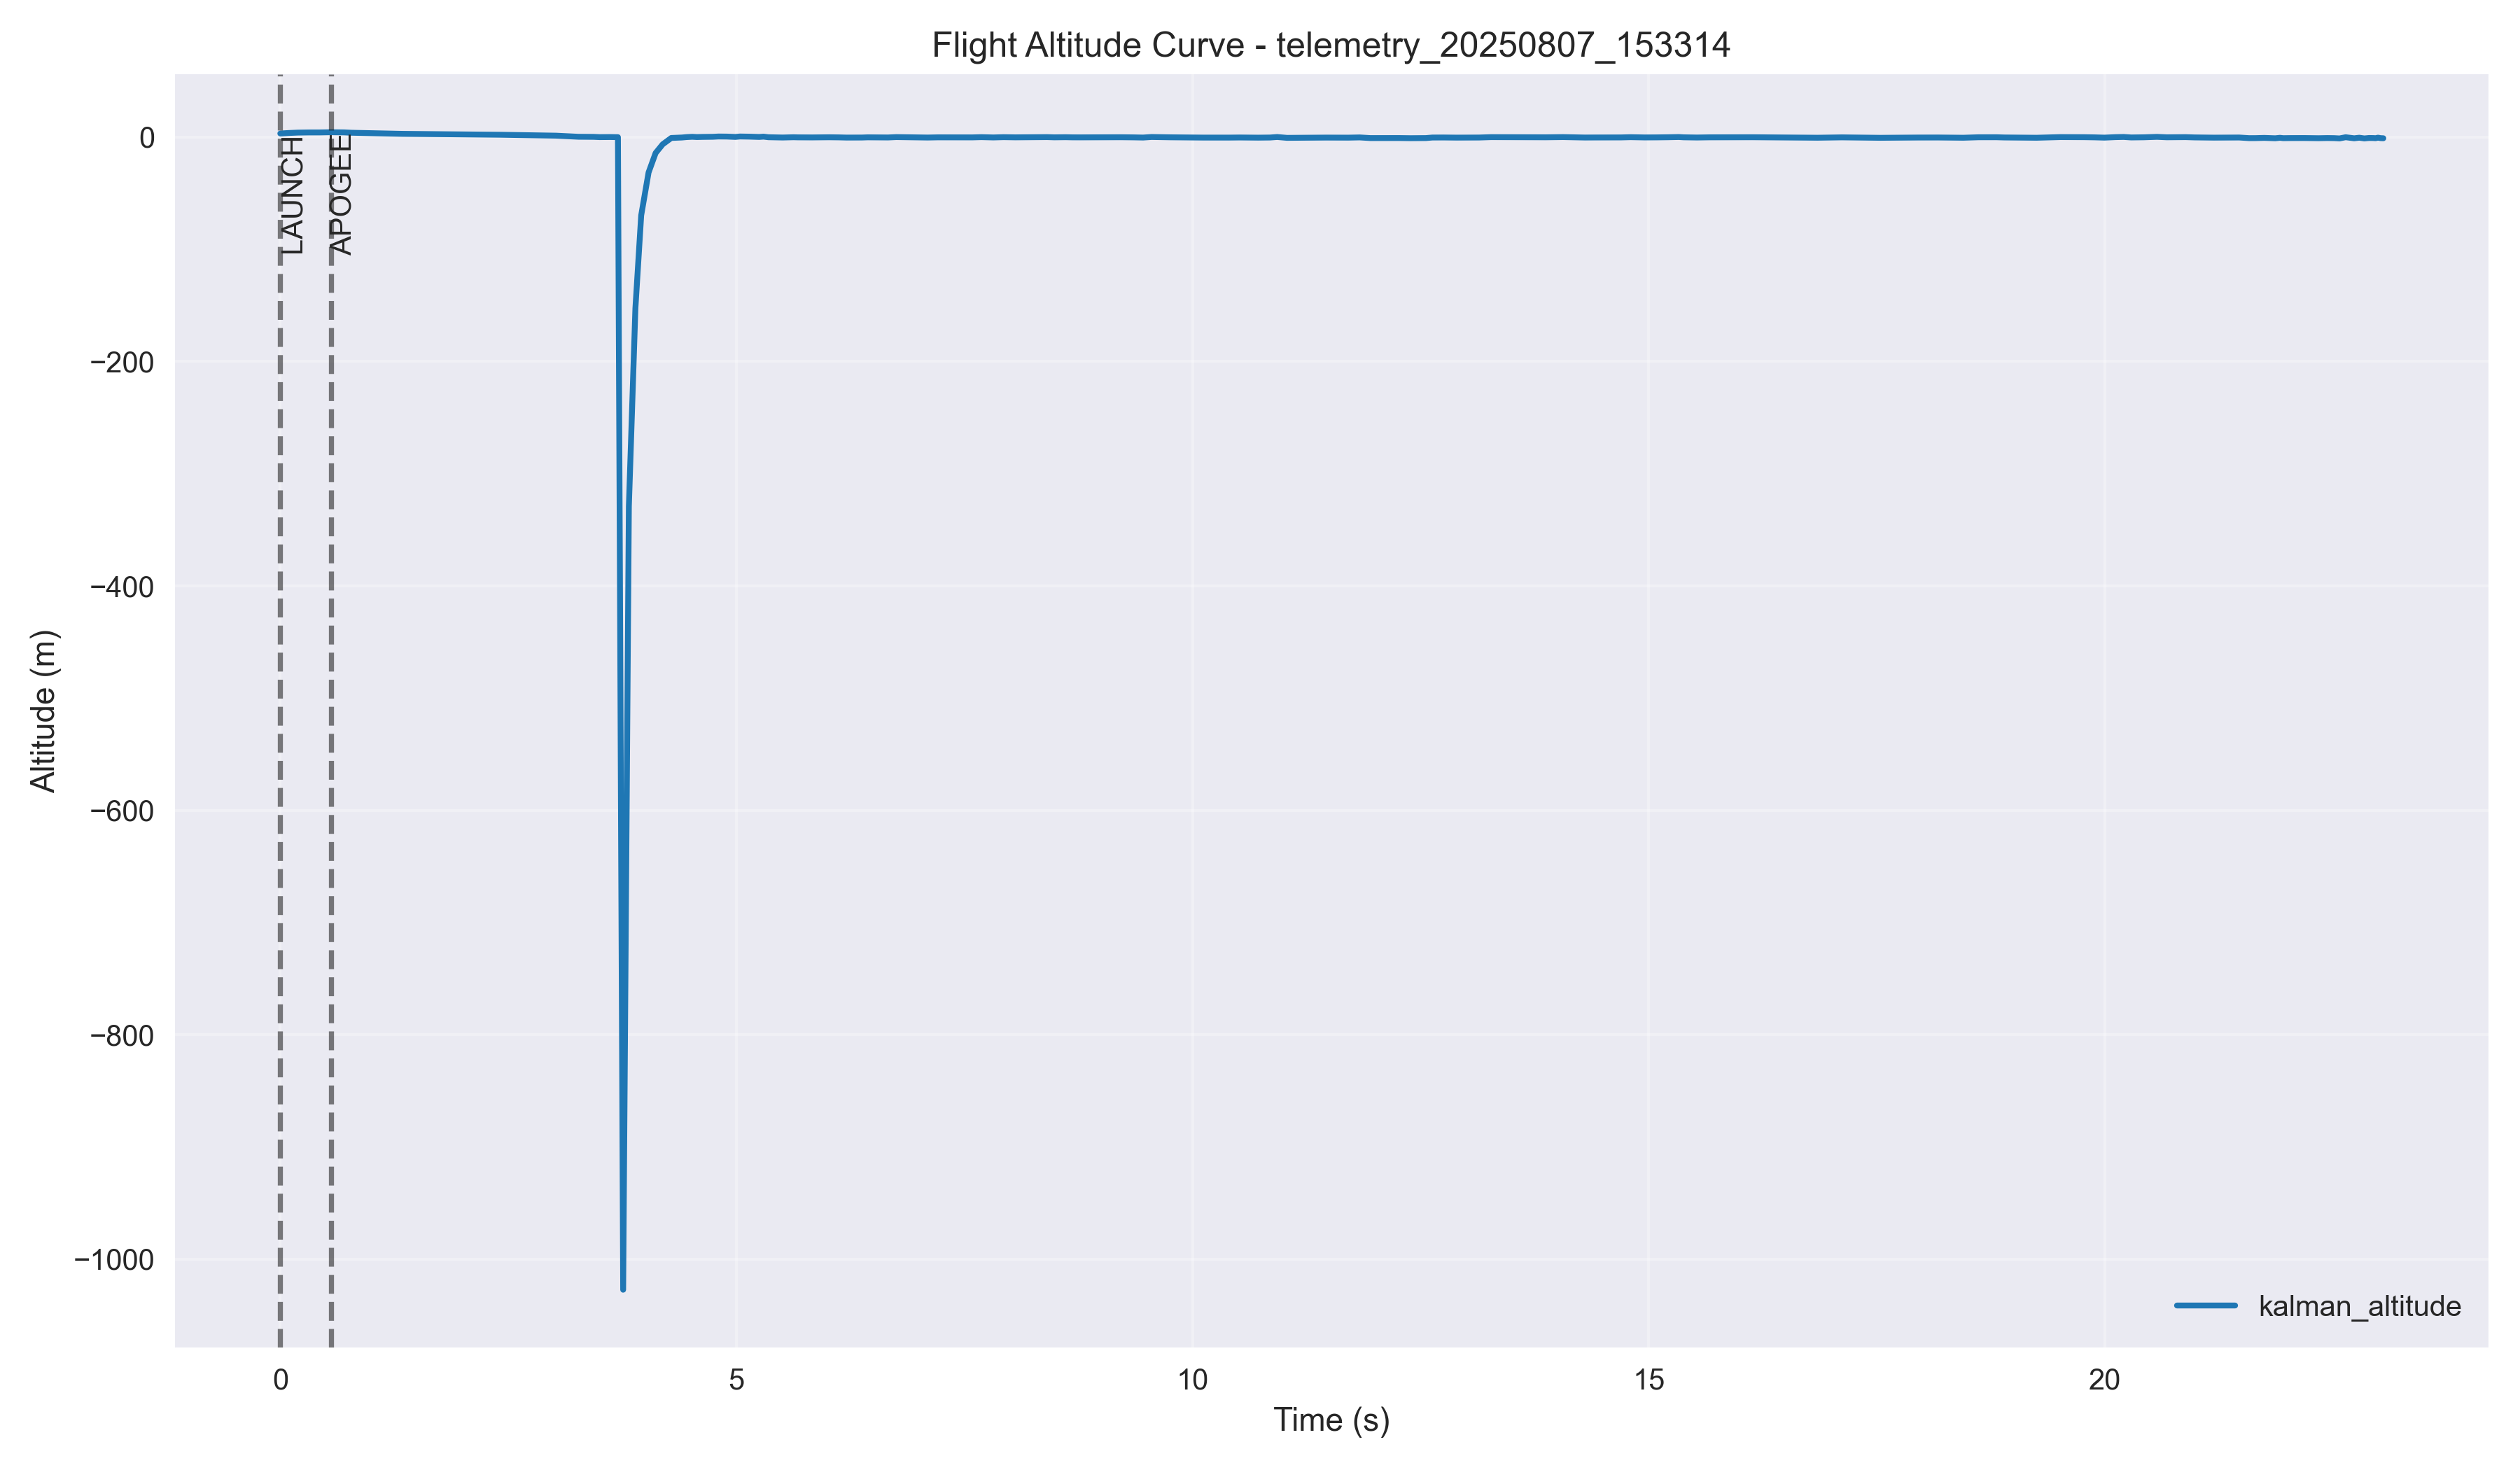 Flight Altitude Curve - telemetry_20250807_153314
0
−200
−400
−600
−800
−1000
Altitude (m)
LAUNCH
APOGEE
kalman_altitude
0
5
10
15
20
Time (s)